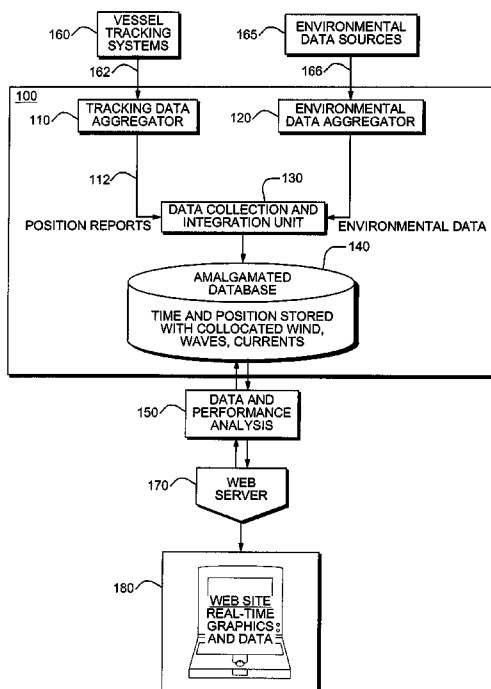 160
VESSEL
TRACKING
SYSTEMS
165
ENVIRONMENTAL
DATA SOURCES
162
166
100
110
TRACKING DATA
AGGREGATOR
120
ENVIRONMENTAL
DATA AGGREGATOR
112
130
POSITION REPORTS
DATA COLLECTION AND
INTEGRATION UNIT
ENVIRONMENTAL DATA
140
AMALGAMATED
DATABASE
TIME AND POSITION STORED
WITH COLLOCATED WIND,
WAVES, CURRENTS
150
DATA AND
PERFORMANCE
ANALYSIS
170
WEB
SERVER
180
WEB SITE
REAL-TIME
GRAPHICS
AND DATA